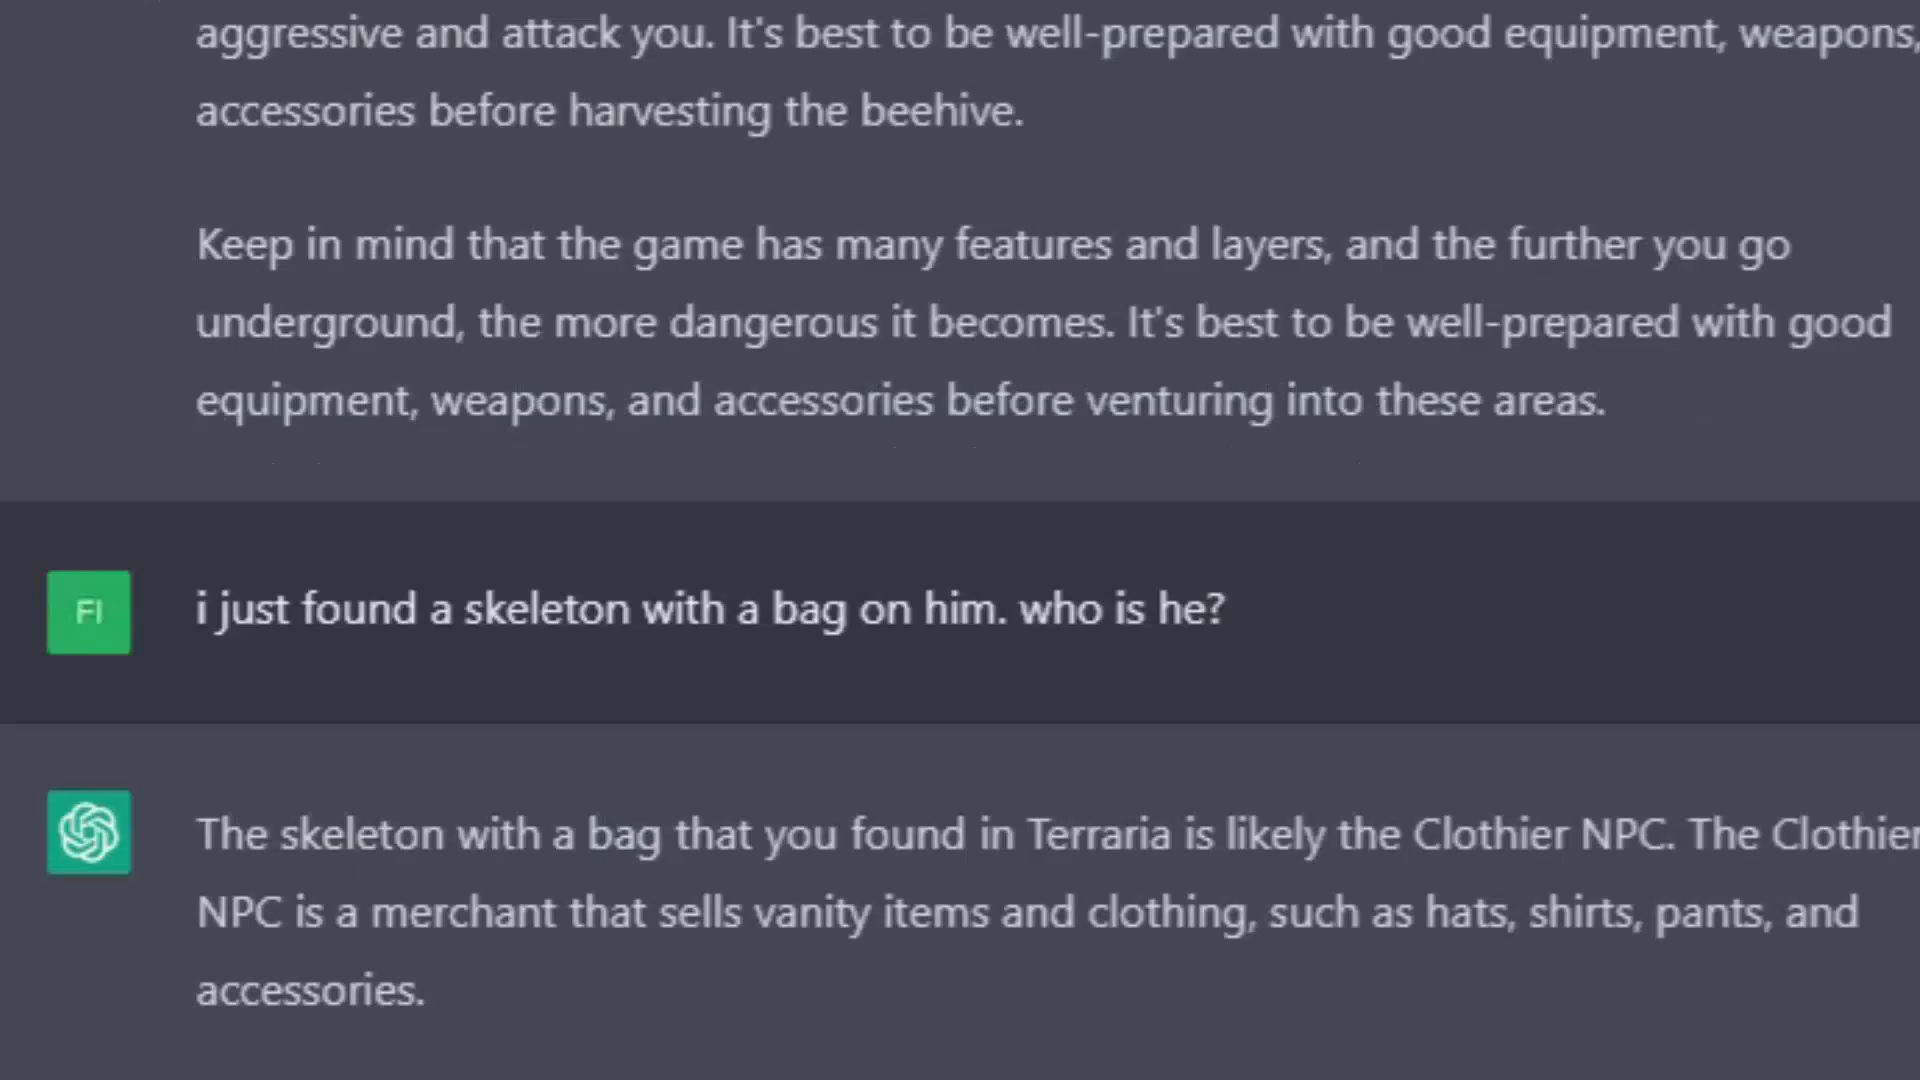 aggressive and attack you. It's best to be well-prepared with good equipment, weapons,
accessories before harvesting the beehive.
Keep in mind that the game has many features and layers, and the further you go
underground, the more dangerous it becomes. It's best to be well-prepared with good
equipment, weapons, and accessories before venturing into these areas.
FI
i just found a skeleton with a bag on him. who is he?
The skeleton with a bag that you found in Terraria is likely the Clothier NPC. The Clothier
NPC is a merchant that sells vanity items and clothing, such as hats, shirts, pants, and
accessories.